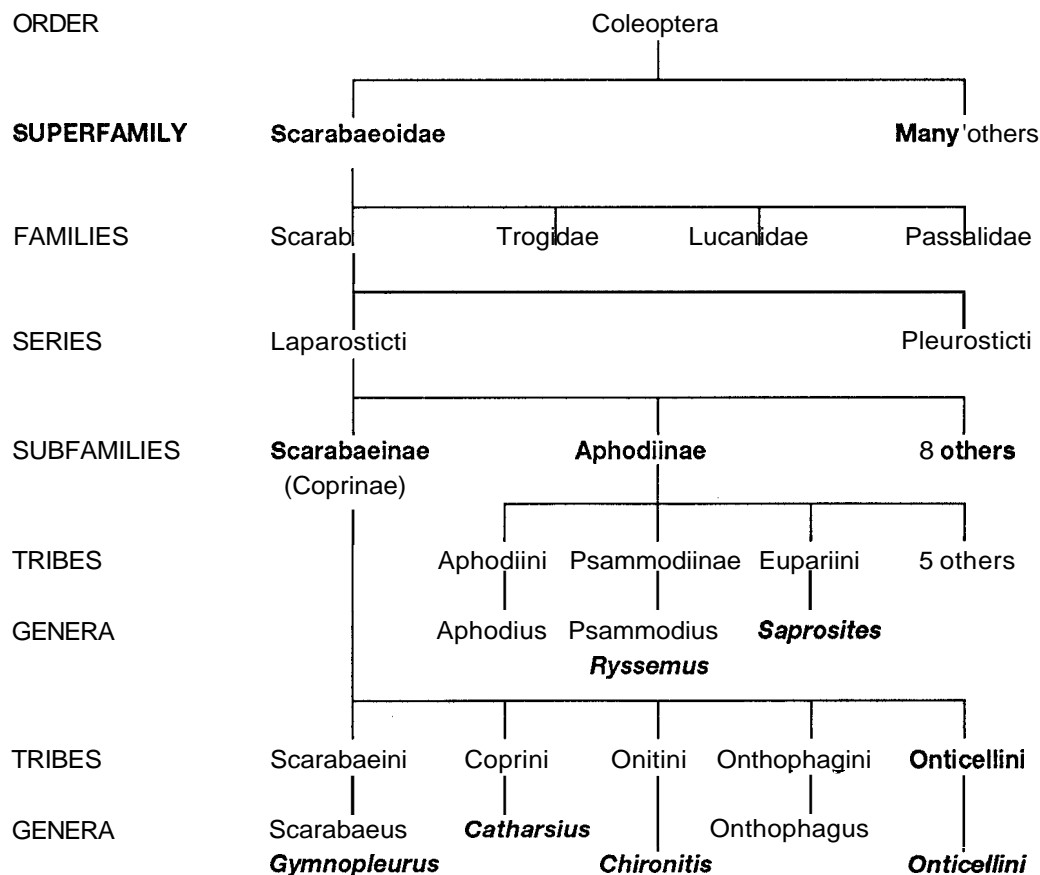 ORDER Coleoptera
SUPERFAMILY Scarabaeoidae Many 'others
FAMILIES Scarab Trogidae Lucanidae Passalidae
SERIES Laparosticti Pleurosticti
SUBFAMILIES Scarabaeinae Aphodiinae 8 others
(Coprinae)
TRIBES Aphodiini Psammodiinae Eupariini 5 others
GENERA Aphodius Psammodius Saprosites
Ryssemus
TRIBES Scarabaeini Coprini Onitini Onthophagini Onticellini
GENERA Scarabaeus Catharsius Onthophagus
Gymnopleurus Chironitis Onticellini